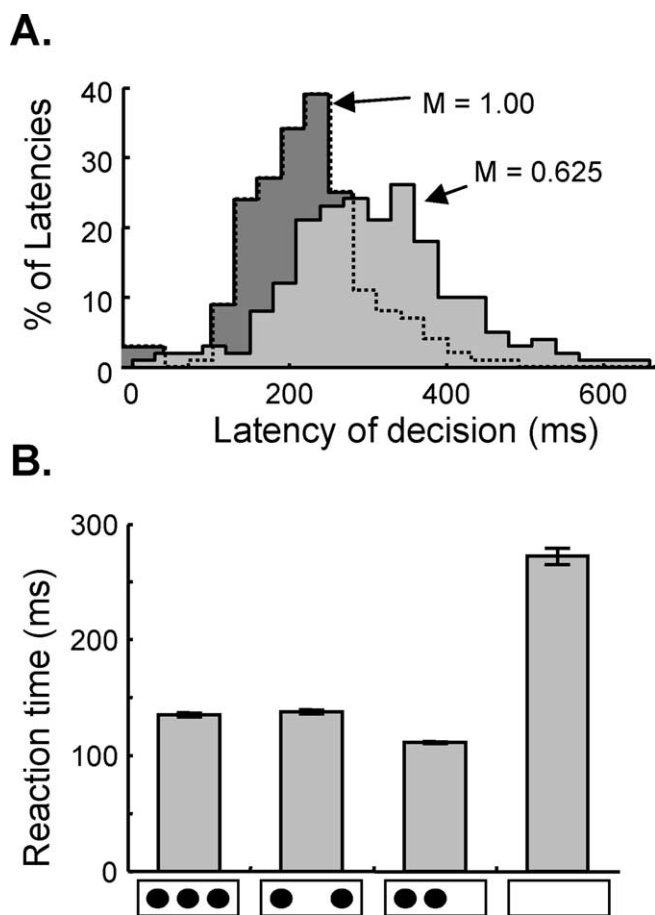 A.
% of Latencies
40
30
20
10
0
M = 1.00
M = 0.625
0 200 400 600
Latency of decision (ms)
B.
Reaction time (ms)
300
200
100
0